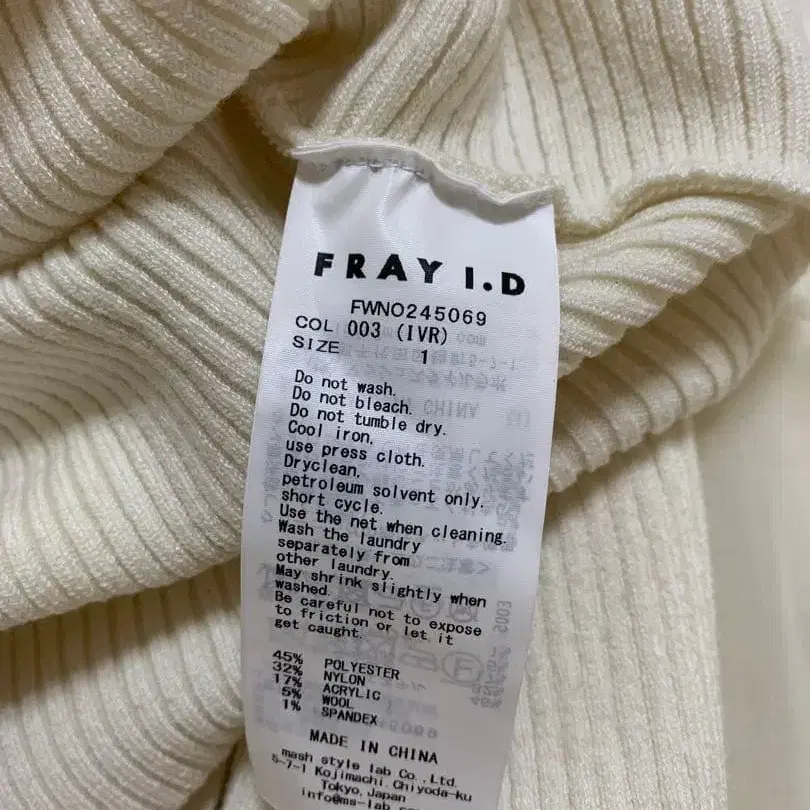 FRAY I.D
FWNO245069
COL 003 (IVR)
SIZE 1
Do not wash.
Do not bleach.
Do not tumble dry.
Cool iron.
use press cloth.
Dryclean.
petroleum solvent only.
short cycle.
Use the net when cleaning.
Wash the laundry
separately from
other laundry.
May shrink slightly when
washed.
Be careful not to expose
to friction or let it
get caught.
45% POLYESTER
32% NYLON
17% ACRYLIC
5% WOOL
1% SPANDEX
MADE IN CHINA
mash style lab Co.,Ltd.
5-7-1 Kojimachi,Chiyoda-ku
Tokyo,Japan
info@ms-lab.com